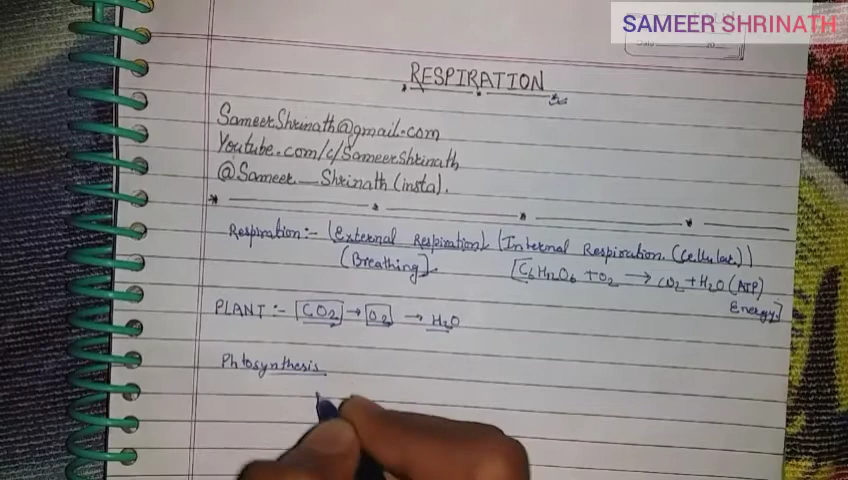 SAMEER SHRINATH
RESPIRATION
SameerShrinath@gmail.com
Youtube.com/c/SameerShrinath
@Sameer_Shrinath (insta).
Respiration:- (External Respiration) (Internal Respiration (Cellular))
(Breathing) [C6H12O6 + O2 → CO2 + H2O (ATP)
Energy]
PLANT :- CO2 → O2 → H2O
Phtosynthesis